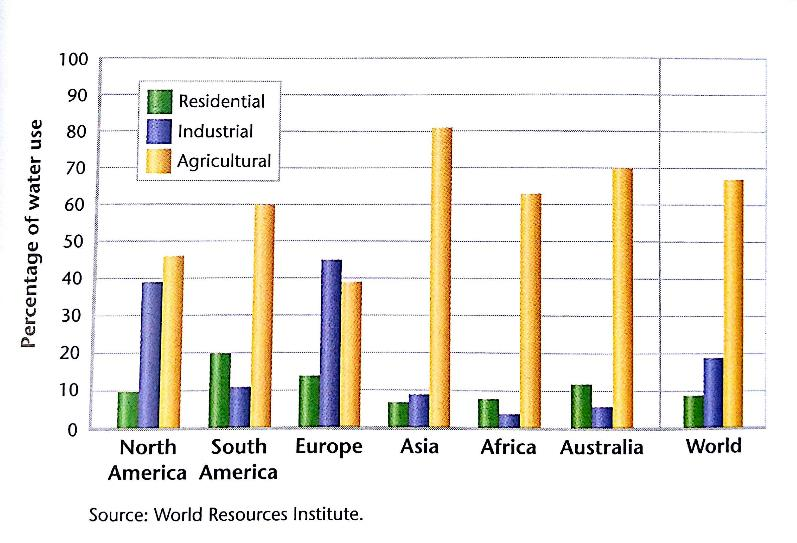 Percentage of water use
100
90
80
70
60
50
40
30
20
10
0
Residential
Industrial
Agricultural
North
America
South
America
Europe
Asia
Africa
Australia
World
Source: World Resources Institute.